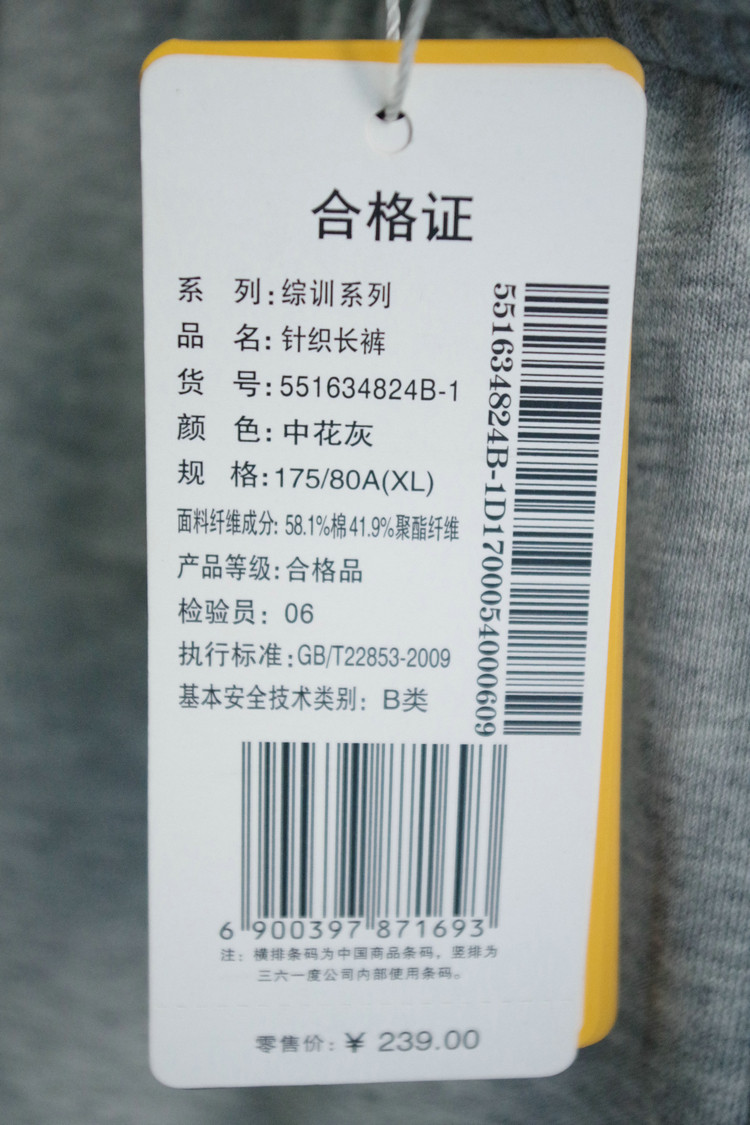 合格证
系 列:综训系列
品 名:针织长裤
货 号:551634824B-1
颜 色:中花灰
规 格:175/80A(XL)
面料纤维成分: 58.1%棉41.9%聚酯纤维
产品等级:合格品
检验员: 06
执行标准:GB/T22853-2009
基本安全技术类别: B类
551634824B-1D1700054000609
6 900397 871693
注: 横排条码为中国商品条码, 竖排为
三六一度公司内部使用条码。
零售价:¥ 239.00